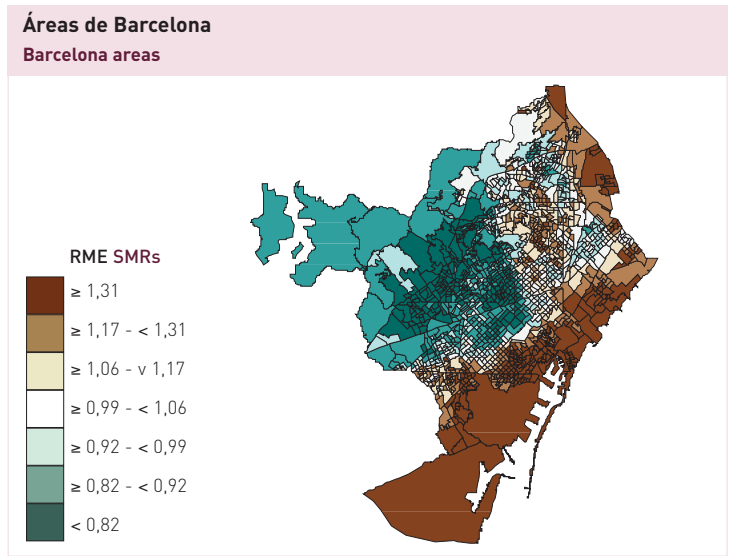 Áreas de Barcelona
Barcelona areas
RME SMRs
≥ 1,31
≥ 1,17 - < 1,31
≥ 1,06 - v 1,17
≥ 0,99 - < 1,06
≥ 0,92 - < 0,99
≥ 0,82 - < 0,92
< 0,82